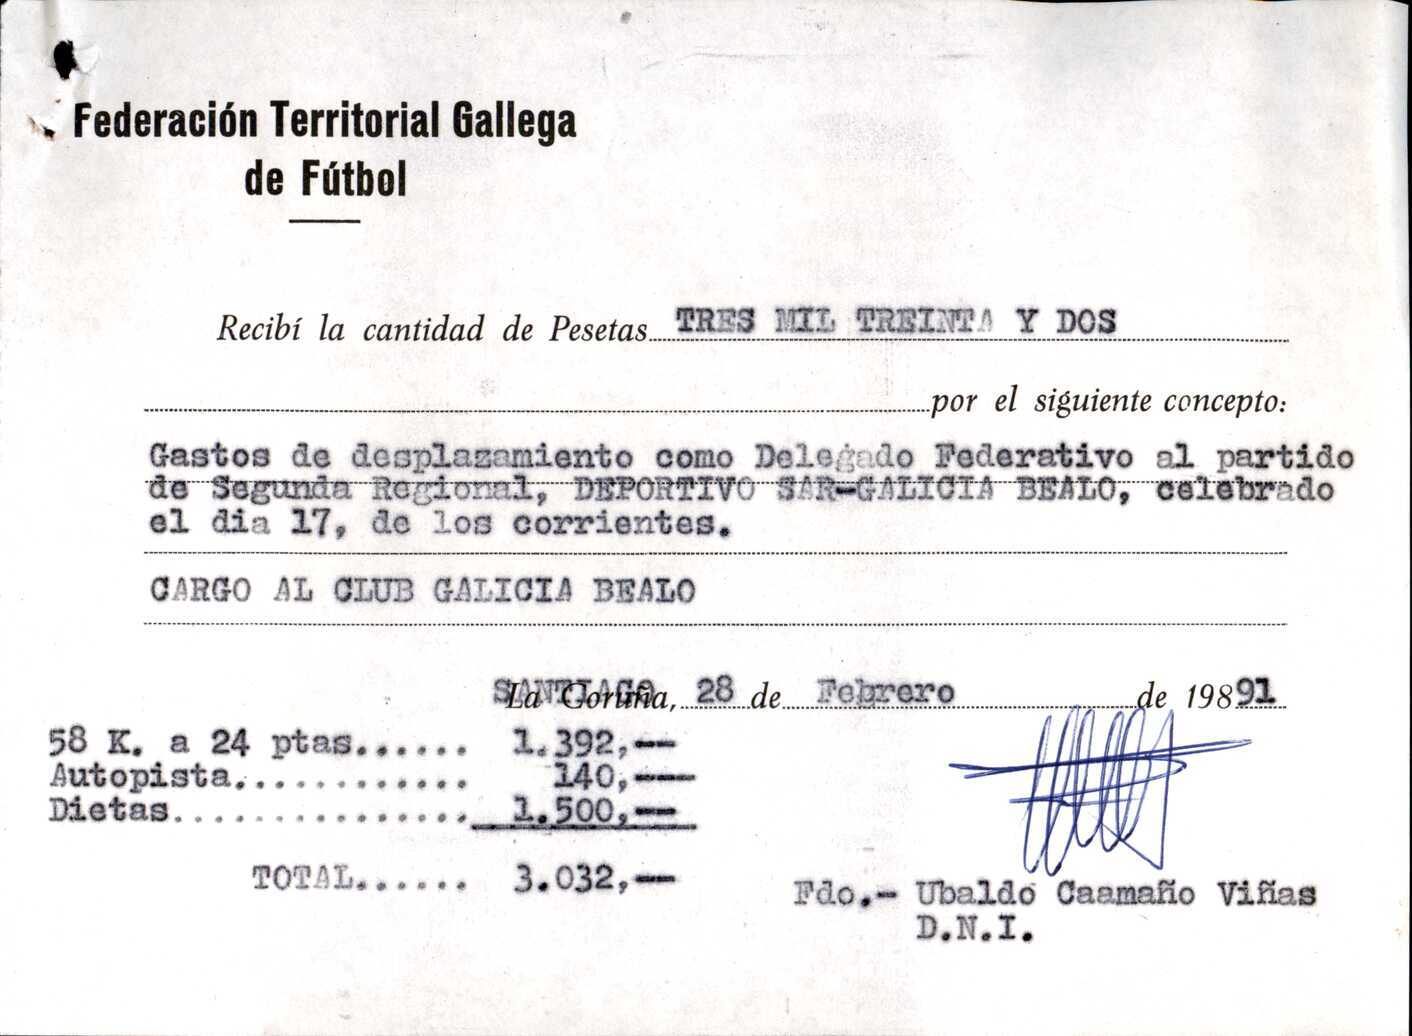 Federación Territorial Gallega
de Fútbol
Recibí la cantidad de Pesetas TRES MIL TREINTA Y DOS
por el siguiente concepto:
Gastos de desplazamiento como Delegado Federativo al partido
de Segunda Regional, DEPORTIVO SAR-GALICIA BEALO, celebrado
el dia 17, de los corrientes.
CARGO AL CLUB GALICIA BEALO
SANTIAGO La Coruña, 28 de Febrero de 19891
58 K. a 24 ptas...... 1.392,--
Autopista............ 140,---
Dietas............... 1.500,--
TOTAL...... 3.032,--
Fdo.- Ubaldo Caamaño Viñas
D.N.I.